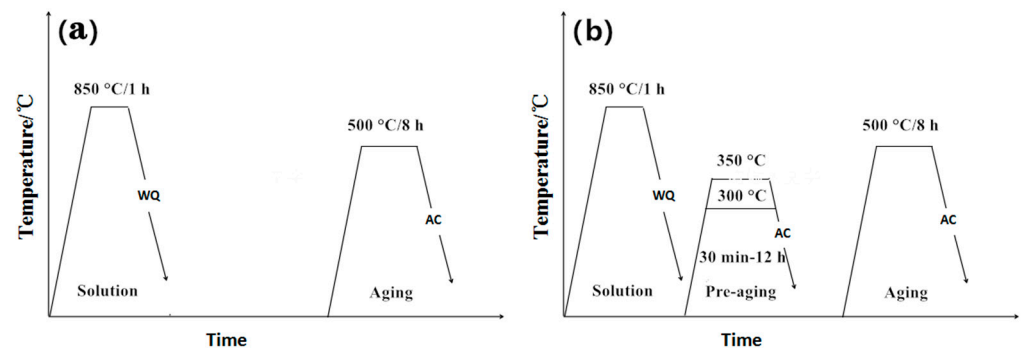 (a)
850 °C/1 h
500 °C/8 h
WQ
AC
Solution
Aging
Temperature/℃
Time
(b)
850 °C/1 h
500 °C/8 h
350 °C
300 °C
WQ
AC
AC
30 min-12 h
Solution
Pre-aging
Aging
Temperature/℃
Time